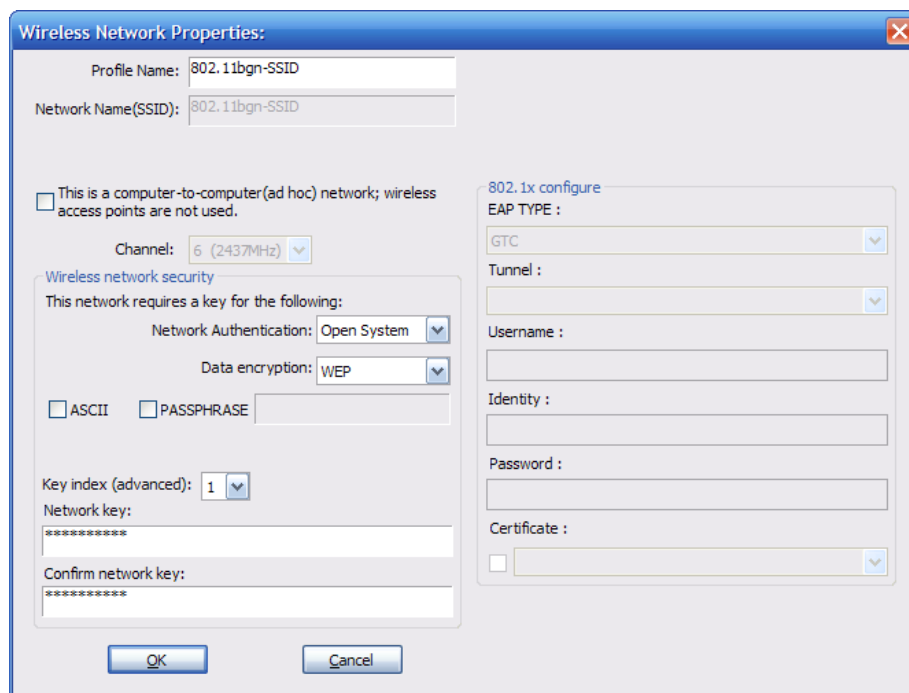 Wireless Network Properties:
Profile Name: 802.11bgn-SSID
Network Name(SSID): 802.11bgn-SSID
This is a computer-to-computer(ad hoc) network; wireless
access points are not used.
Channel: 6 (2437MHz)
Wireless network security
This network requires a key for the following:
Network Authentication: Open System
Data encryption: WEP
ASCII PASSPHRASE
Key index (advanced): 1
Network key:
**********
Confirm network key:
**********
OK Cancel
802.1x configure
EAP TYPE :
GTC
Tunnel :
Username :
Identity :
Password :
Certificate :